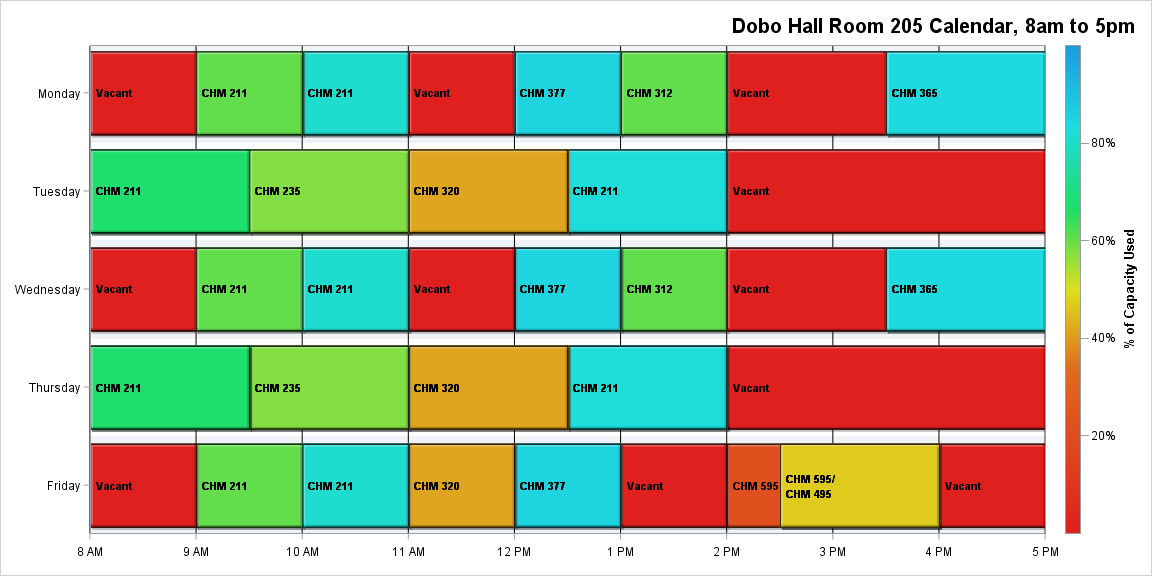 Dobo Hall Room 205 Calendar, 8am to 5pm
Monday
Vacant
CHM 211
CHM 211
Vacant
CHM 377
CHM 312
Vacant
CHM 365
Tuesday
CHM 211
CHM 235
CHM 320
CHM 211
Vacant
Wednesday
Vacant
CHM 211
CHM 211
Vacant
CHM 377
CHM 312
Vacant
CHM 365
Thursday
CHM 211
CHM 235
CHM 320
CHM 211
Vacant
Friday
Vacant
CHM 211
CHM 211
CHM 320
CHM 377
Vacant
CHM 595
CHM 595/
CHM 495
Vacant
8 AM
9 AM
10 AM
11 AM
12 PM
1 PM
2 PM
3 PM
4 PM
5 PM
80%
60%
40%
20%
% of Capacity Used